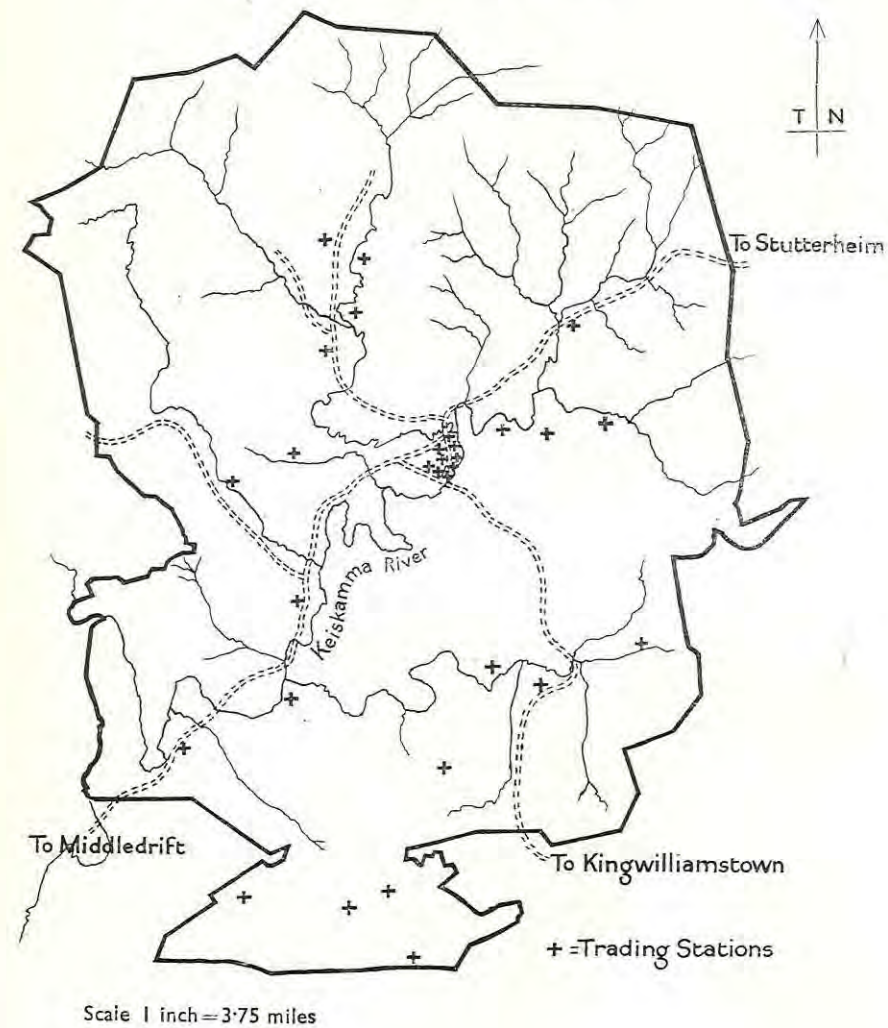 T N
To Stutterheim
Keiskamma River
To Middledrift
To Kingwilliamstown
+ =Trading Stations
Scale 1 inch=3·75 miles